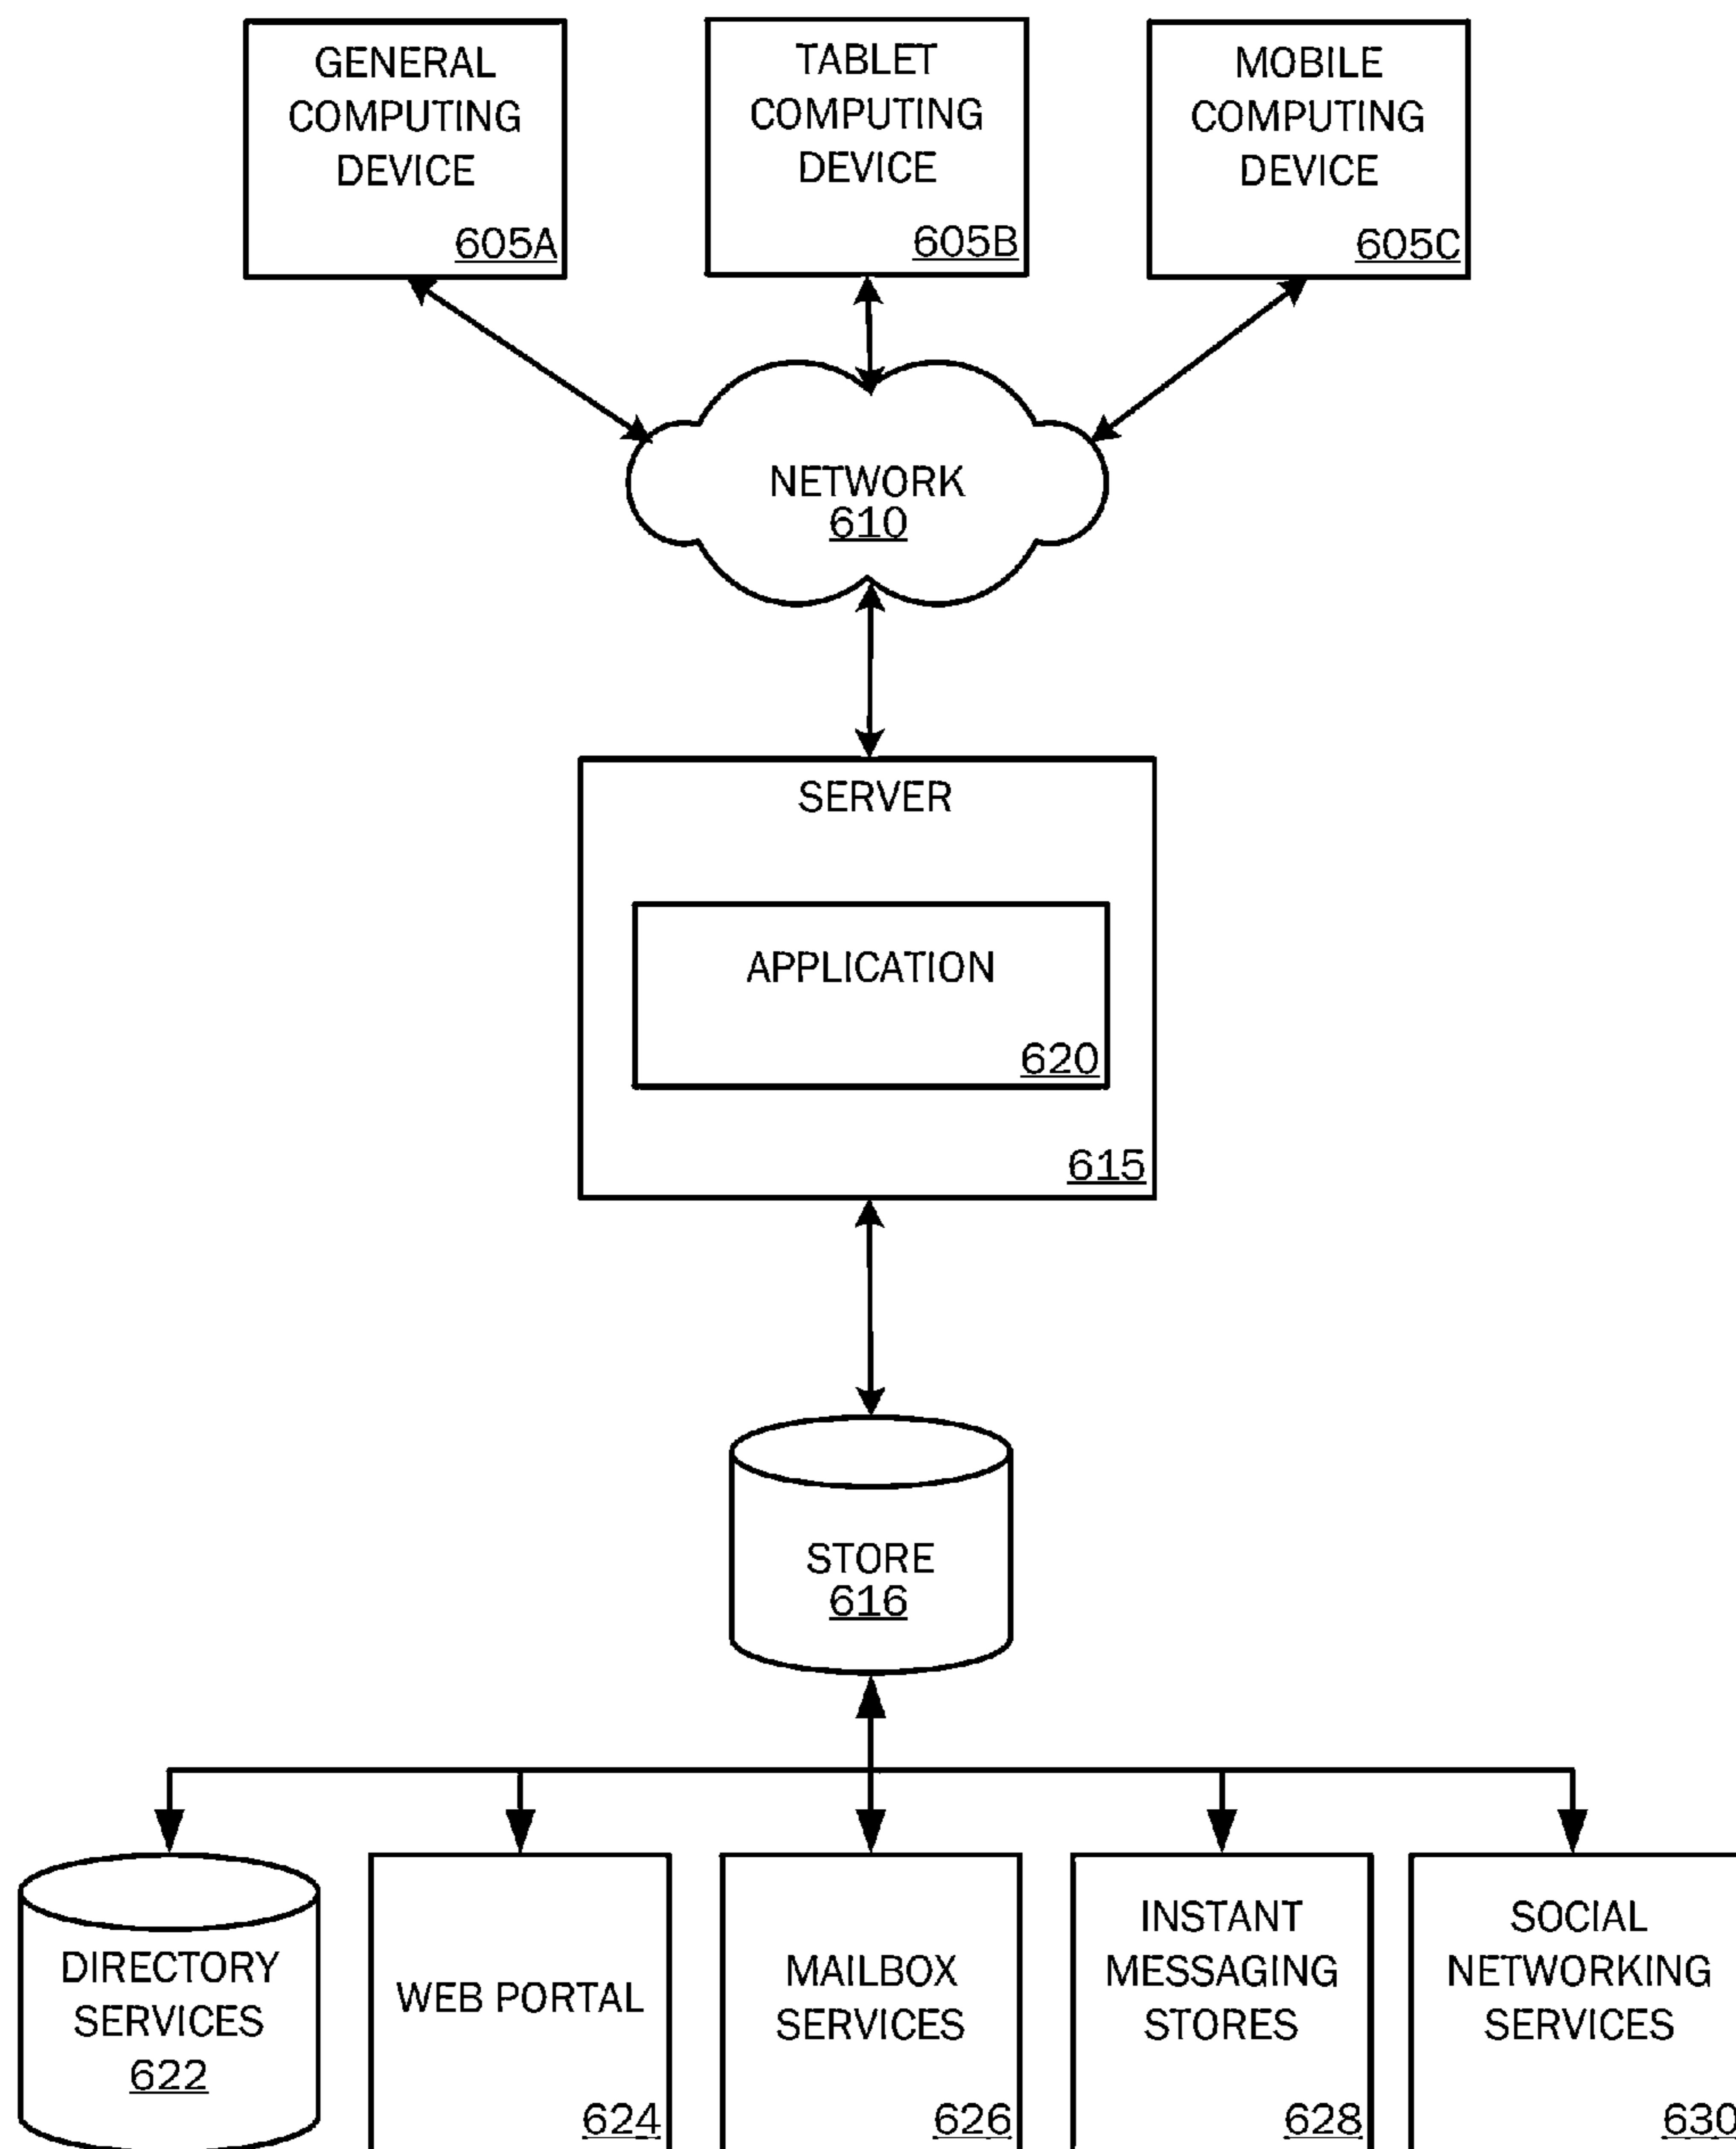 GENERAL
COMPUTING
DEVICE
605A
TABLET
COMPUTING
DEVICE
605B
MOBILE
COMPUTING
DEVICE
605C
NETWORK
610
SERVER
APPLICATION
620
615
STORE
616
DIRECTORY
SERVICES
622
WEB PORTAL
624
MAILBOX
SERVICES
626
INSTANT
MESSAGING
STORES
628
SOCIAL
NETWORKING
SERVICES
630